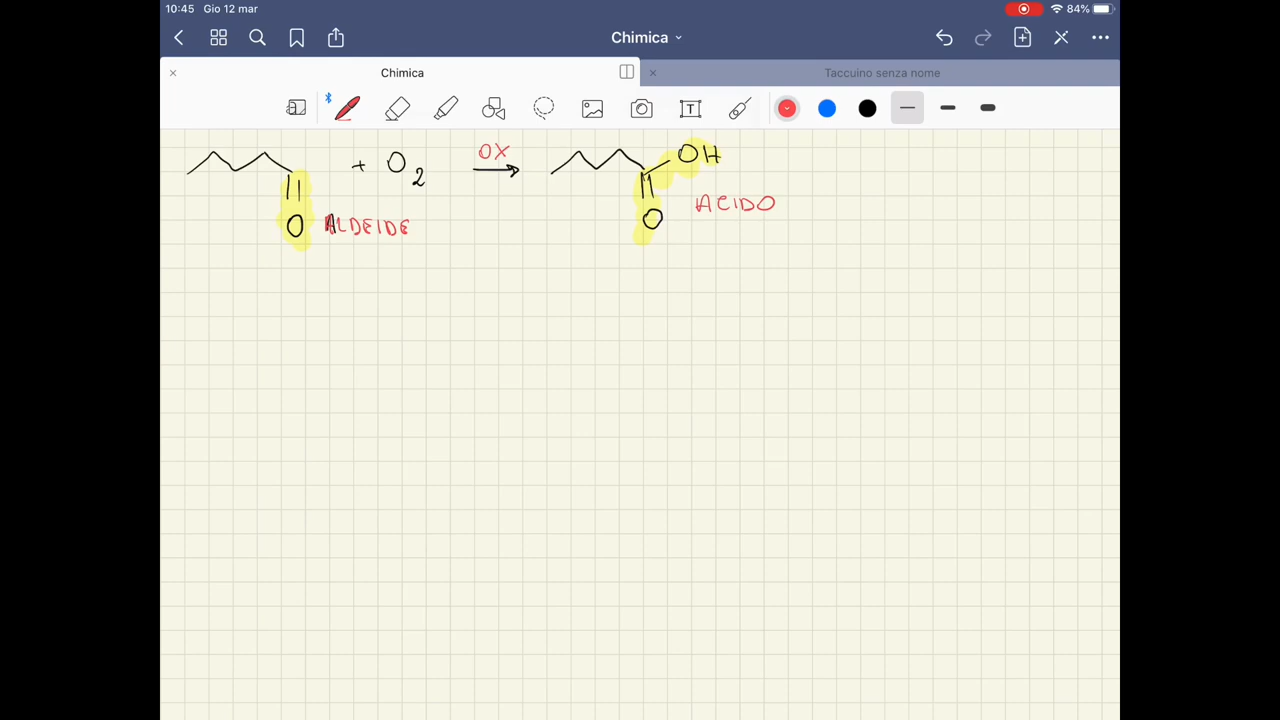 10:45 Gio 12 mar 84%
Chimica
Chimica Taccuino senza nome
T
+ O2 OX OH
O ALDEIDE O ACIDO